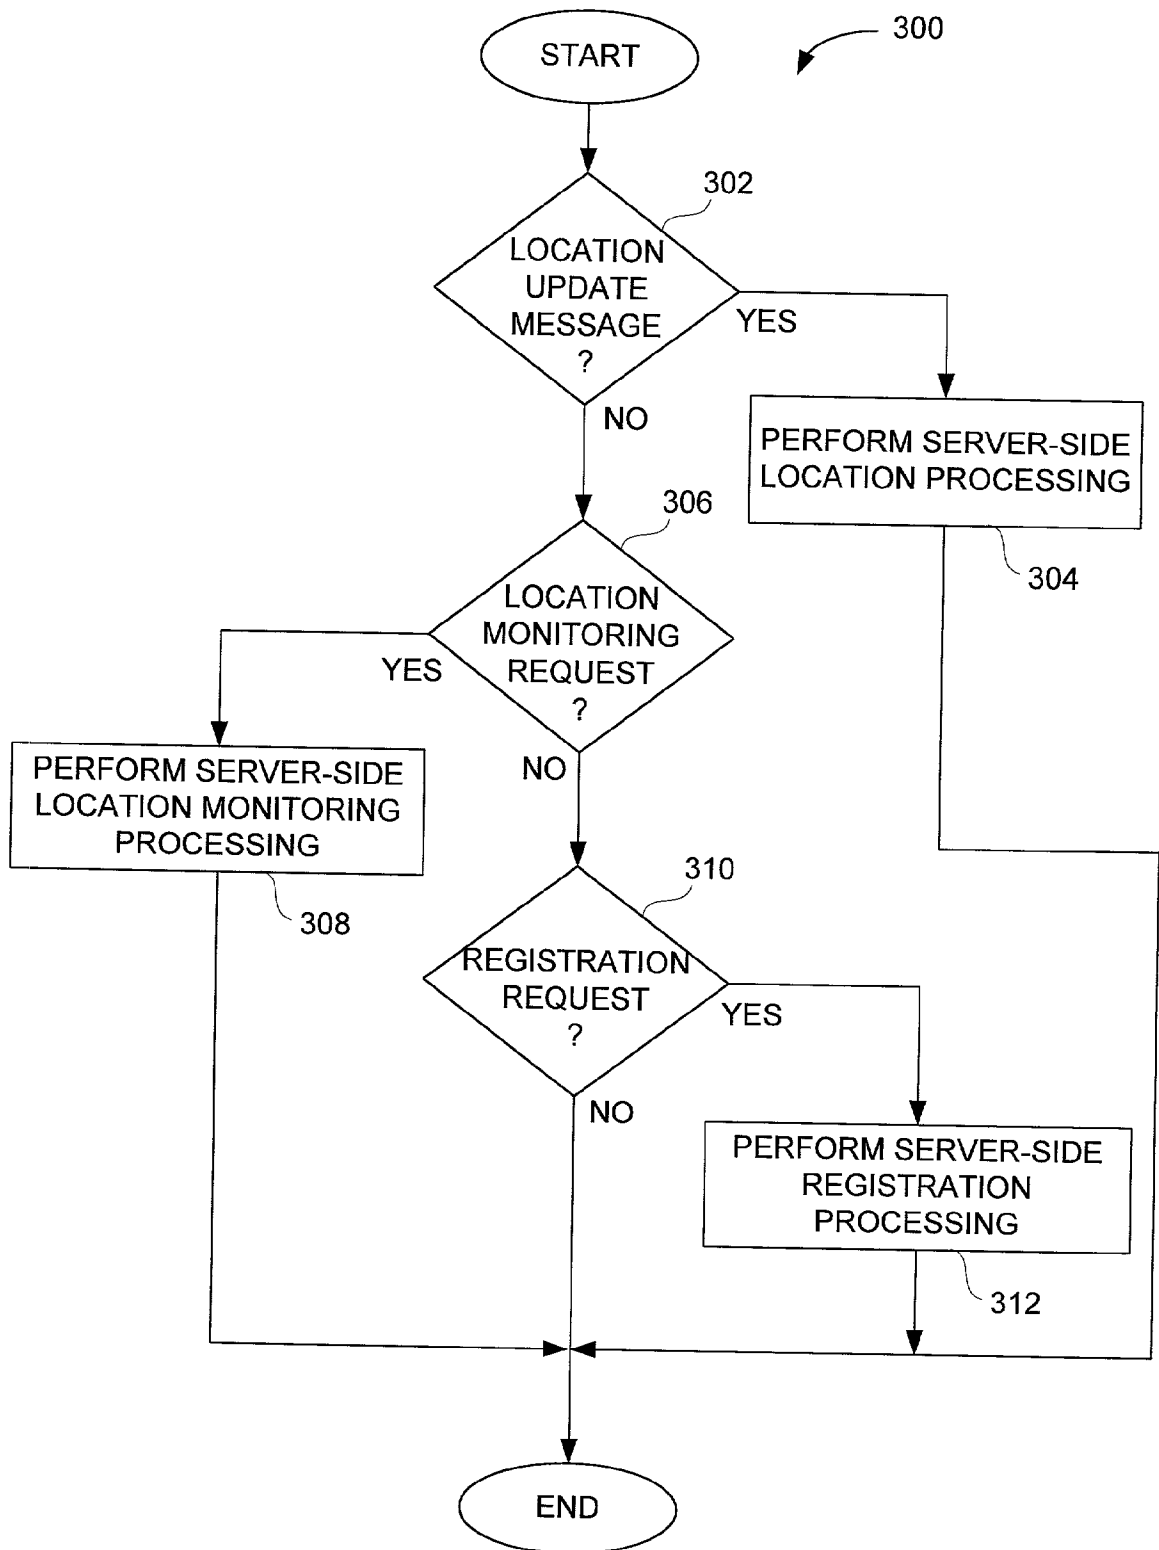 START
300
302
LOCATION
UPDATE
MESSAGE
?
YES
NO
PERFORM SERVER-SIDE
LOCATION PROCESSING
304
306
LOCATION
MONITORING
REQUEST
?
YES
NO
PERFORM SERVER-SIDE
LOCATION MONITORING
PROCESSING
308
310
REGISTRATION
REQUEST
?
YES
NO
PERFORM SERVER-SIDE
REGISTRATION
PROCESSING
312
END